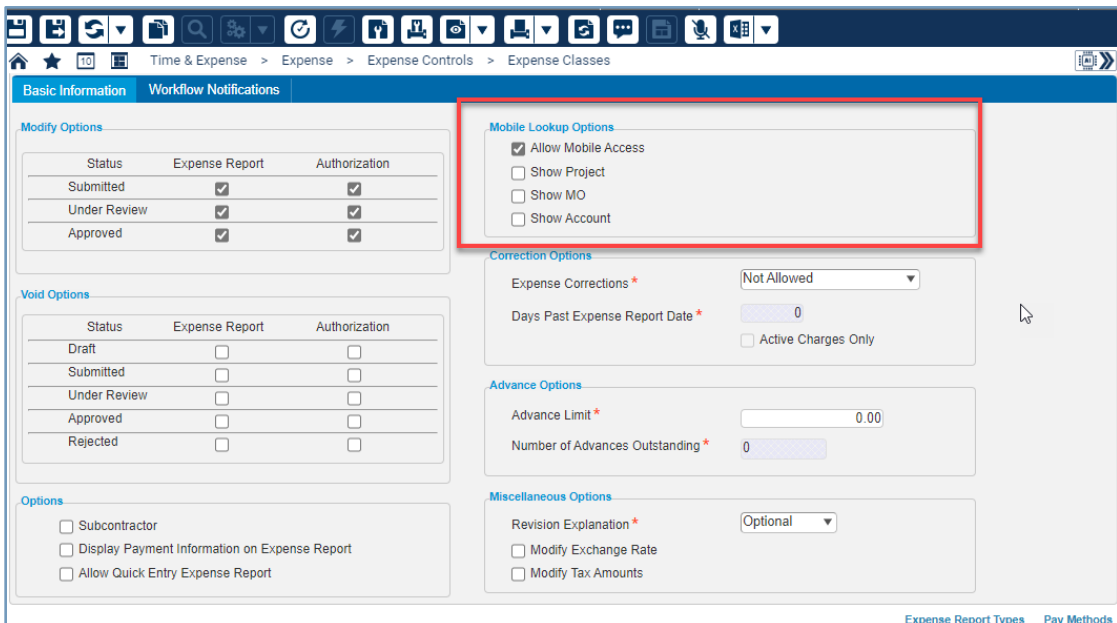 10
Time & Expense > Expense > Expense Controls > Expense Classes
AI
Basic Information Workflow Notifications
Modify Options
Status Expense Report Authorization
Submitted
Under Review
Approved
Void Options
Status Expense Report Authorization
Draft
Submitted
Under Review
Approved
Rejected
Options
Subcontractor
Display Payment Information on Expense Report
Allow Quick Entry Expense Report
Mobile Lookup Options
Allow Mobile Access
Show Project
Show MO
Show Account
Correction Options
Expense Corrections * Not Allowed
Days Past Expense Report Date * 0
Active Charges Only
Advance Options
Advance Limit * 0.00
Number of Advances Outstanding * 0
Miscellaneous Options
Revision Explanation * Optional
Modify Exchange Rate
Modify Tax Amounts
Expense Report Types Pay Methods